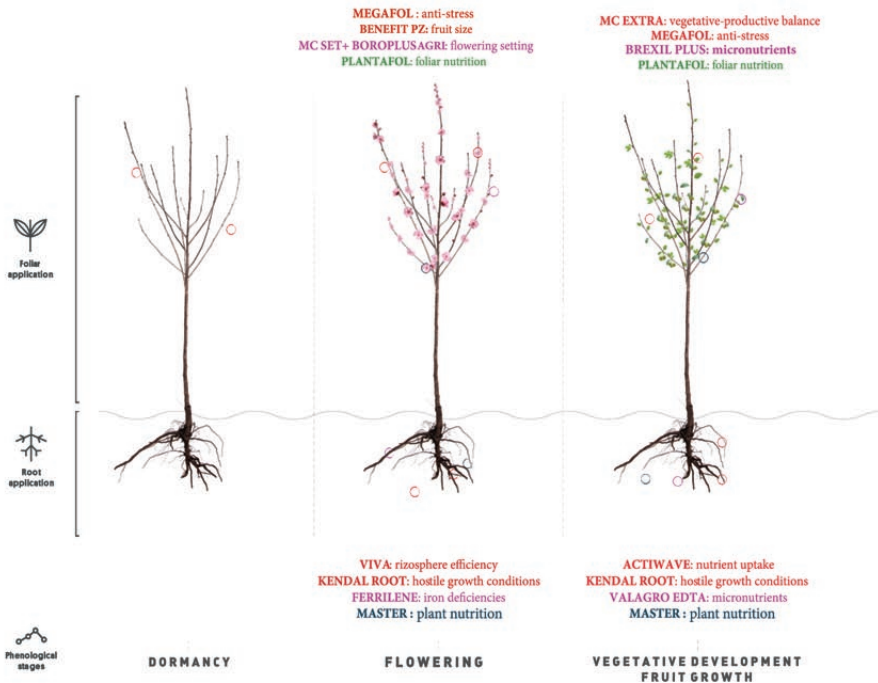 MEGAFOL : anti-stress
BENEFIT PZ: fruit size
MC SET+ BOROPLUSAGRI: flowering setting
PLANTAFOL: foliar nutrition
MC EXTRA: vegetative-productive balance
MEGAFOL: anti-stress
BREXIL PLUS: micronutrients
PLANTAFOL: foliar nutrition
Foliar
application
Root
application
VIVA: rizosphere efficiency
KENDAL ROOT: hostile growth conditions
FERRILENE: iron deficiencies
MASTER : plant nutrition
ACTIWAVE: nutrient uptake
KENDAL ROOT: hostile growth conditions
VALAGRO EDTA: micronutrients
MASTER: plant nutrition
Phenological
stages
DORMANCY
FLOWERING
VEGETATIVE DEVELOPMENT
FRUIT GROWTH